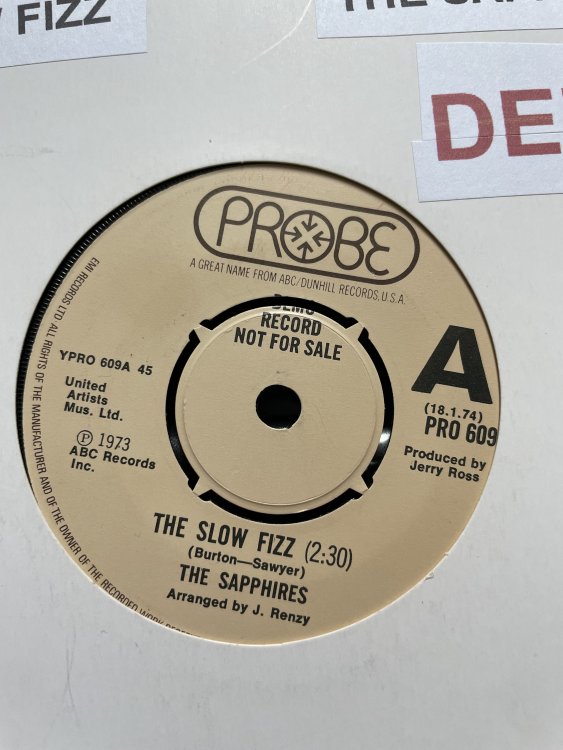 FIZZ
DE
PROBE
A GREAT NAME FROM ABC/DUNHILL RECORDS, U.S.A.
DEMO
RECORD
NOT FOR SALE
A
(18.1.74)
PRO 609
Produced by
Jerry Ross
YPRO 609A 45
United
Artists
Mus. Ltd.
Ⓟ 1973
ABC Records
Inc.
THE SLOW FIZZ (2:30)
(Burton—Sawyer)
THE SAPPHIRES
Arranged by J. Renzy
EMI RECORDS LTD ALL RIGHTS OF THE MANUFACTURER AND OF THE OWNER OF THE RECORDED WORK RESE